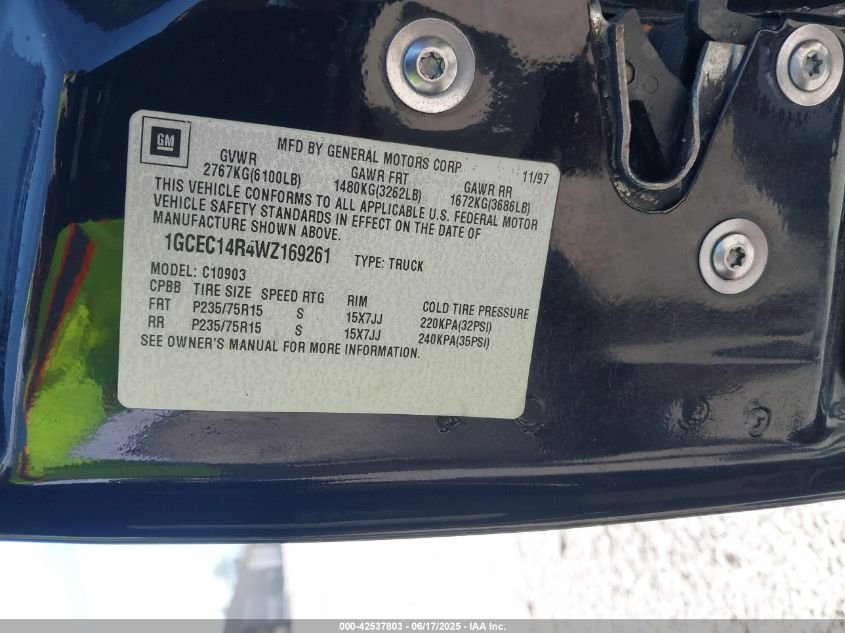 GM
MFD BY GENERAL MOTORS CORP
11/97
GVWR GAWR FRT GAWR RR
2767KG(6100LB) 1480KG(3262LB) 1672KG(3686LB)
THIS VEHICLE CONFORMS TO ALL APPLICABLE U.S. FEDERAL MOTOR
VEHICLE SAFETY STANDARDS IN EFFECT ON THE DATE OF
MANUFACTURE SHOWN ABOVE.
1GCEC14R4WZ169261 TYPE: TRUCK
MODEL: C10903
CPBB TIRE SIZE SPEED RTG RIM COLD TIRE PRESSURE
FRT P235/75R15 S 15X7JJ 220KPA(32PSI)
RR P235/75R15 S 15X7JJ 240KPA(35PSI)
SEE OWNER'S MANUAL FOR MORE INFORMATION.
000-42537803 - 06/17/2025 - IAA Inc.